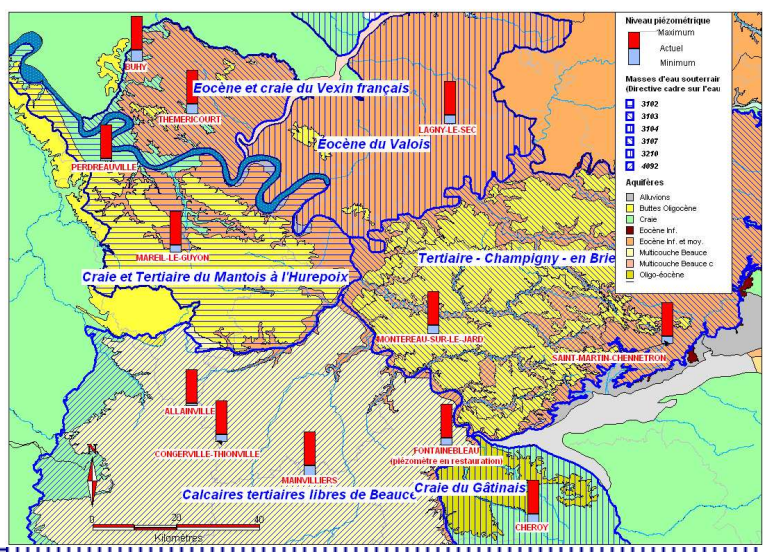 Niveau piézométrique
Maximum
Actuel
Minimum
Masses d'eau souterrair
(Directive cadre sur l'eau
3102
3103
3104
3107
3218
4092
Aquifères
Alluvions
Buttes Oligocène
Craie
Eocène Inf.
Eocène Inf. et moy.
Multicouche Beauce
Multicouche Beauce c
Oligo-éocène
BUHY
Eocène et craie du Vexin français
THEMERICOURT
LAGNY-LE-SEC
Eocène du Valois
PERDREAUVILLE
MAREIL-LE-GUYON
Tertiaire - Champigny - en Brie
Craie et Tertiaire du Mantois à l'Hurepoix
MONTEREAU-SUR-LE-JARD
SAINT-MARTIN-CHENNETRON
ALLAINVILLE
CONGERVILLE-THIONVILLE
FONTAINEBLEAU
(piézomètre en restauration)
N
MAINVILLIERS
Calcaires tertiaires libres de Beauce
Craie du Gâtinais
0 20 40
CHEROY
Kilomètres